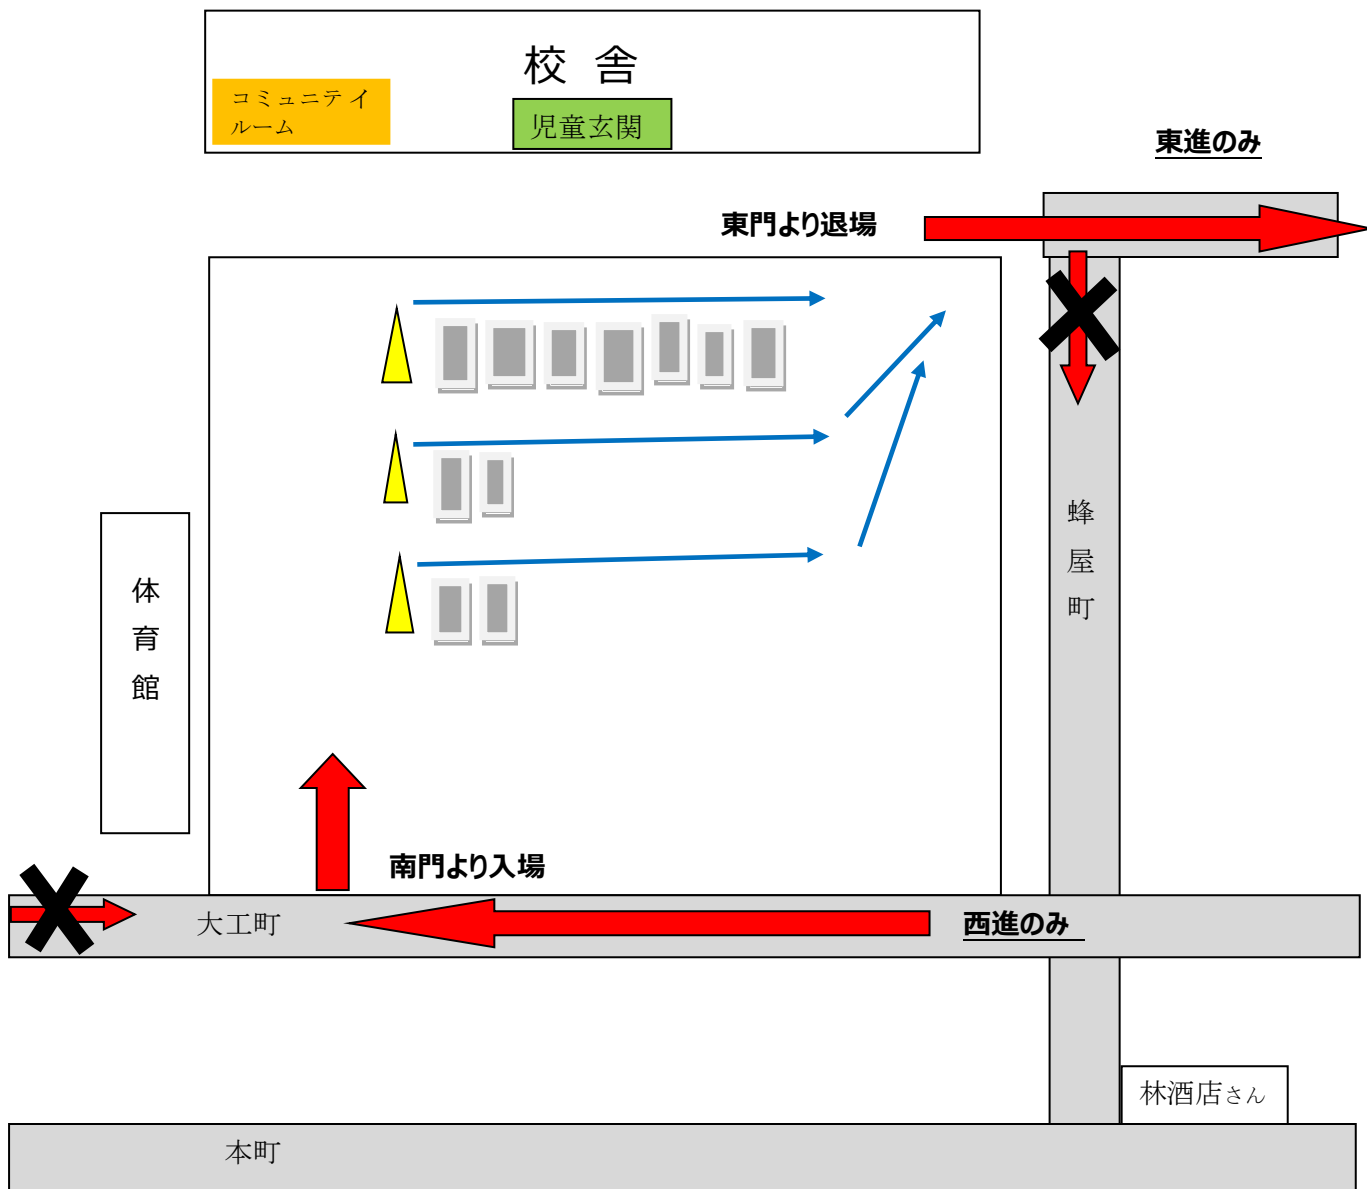 校 舎
コミュニテイ
ルーム
児童玄関
東進のみ
東門より退場
蜂屋町
体育館
南門より入場
大工町
西進のみ
林酒店さん
本町